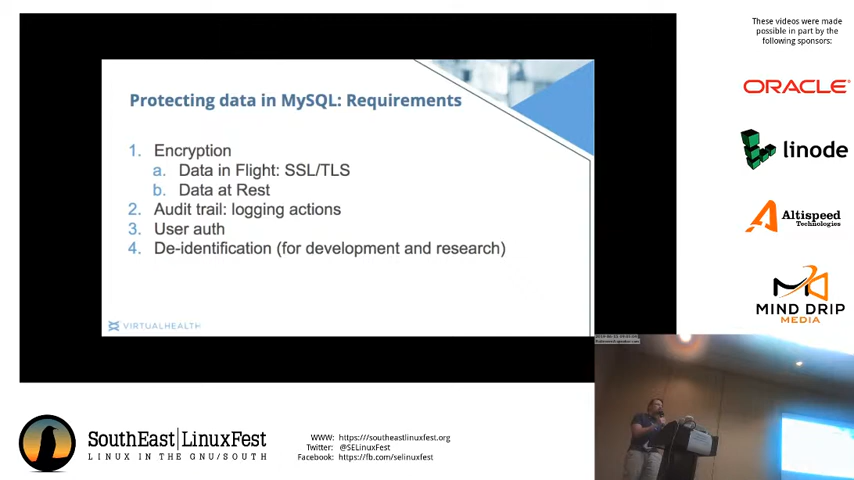 These videos were made
possible in part by the
following sponsors:
ORACLE
linode
Altispeed
Technologies
MIND DRIP
MEDIA
Protecting data in MySQL: Requirements
1. Encryption
a. Data in Flight: SSL/TLS
b. Data at Rest
2. Audit trail: logging actions
3. User auth
4. De-identification (for development and research)
VIRTUALHEALTH
SouthEast|LinuxFest
LINUX IN THE GNU/SOUTH
WWW: https:///southeastlinuxfest.org
Twitter: @SELinuxFest
Facebook: https://fb.com/selinuxfest